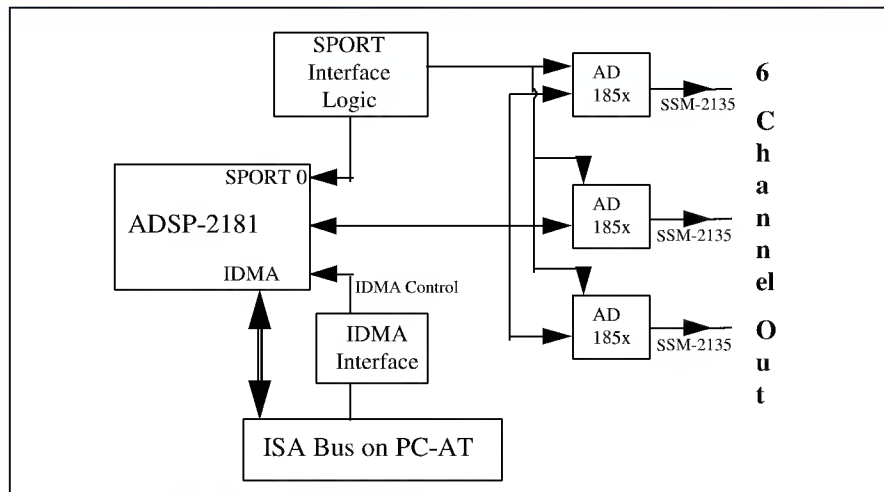 SPORT
Interface
Logic
AD
185x
SSM-2135
SPORT 0
ADSP-2181
IDMA
AD
185x
SSM-2135
IDMA Control
IDMA
Interface
AD
185x
SSM-2135
ISA Bus on PC-AT
6
C
h
a
n
n
el
O
u
t